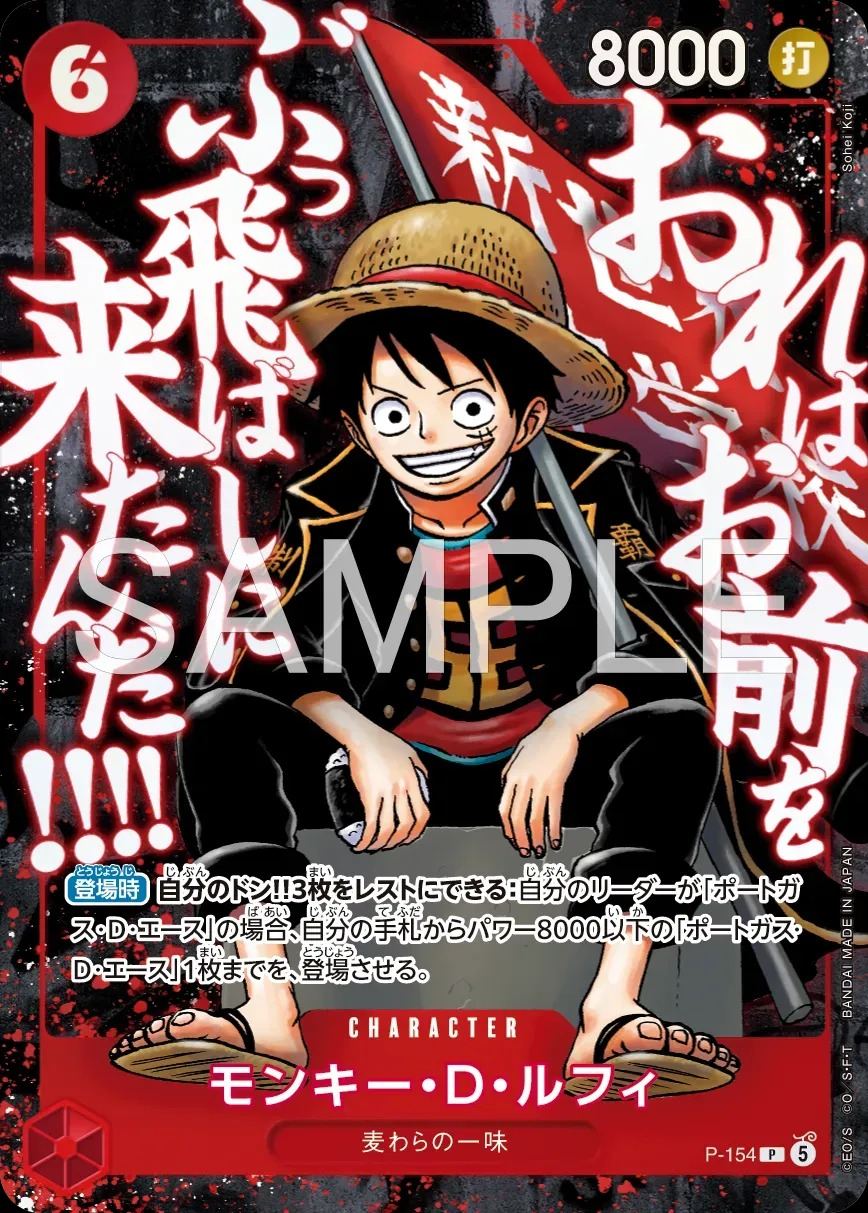 6
8000
打
Sohei Koji
新世界学校
おれは
お前を
ぶっ飛ばしに
来たんだ!!!!
制
覇
SAMPLE
登場時 自分のドン!!3枚をレストにできる:自分のリーダーが「ポートガ
ス・D・エース」の場合、自分の手札からパワー8000以下の「ポートガス・
D・エース」1枚までを、登場させる。
CHARACTER
モンキー・D・ルフィ
麦わらの一味
P-154 P 5
©EO/S ©O/S・F・T BANDAI MADE IN JAPAN